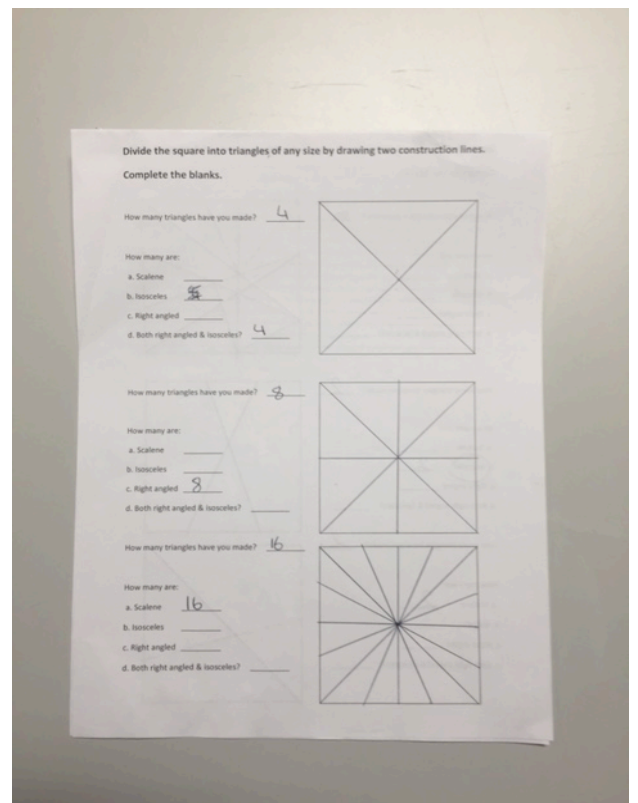 Divide the square into triangles of any size by drawing two construction lines.
Complete the blanks.
How many triangles have you made? 4
How many are:
a. Scalene
b. Isosceles
c. Right angled
d. Both right angled & isosceles? 4
How many triangles have you made? 8
How many are:
a. Scalene
b. Isosceles
c. Right angled 8
d. Both right angled & isosceles?
How many triangles have you made? 16
How many are:
a. Scalene 16
b. Isosceles
c. Right angled
d. Both right angled & isosceles?